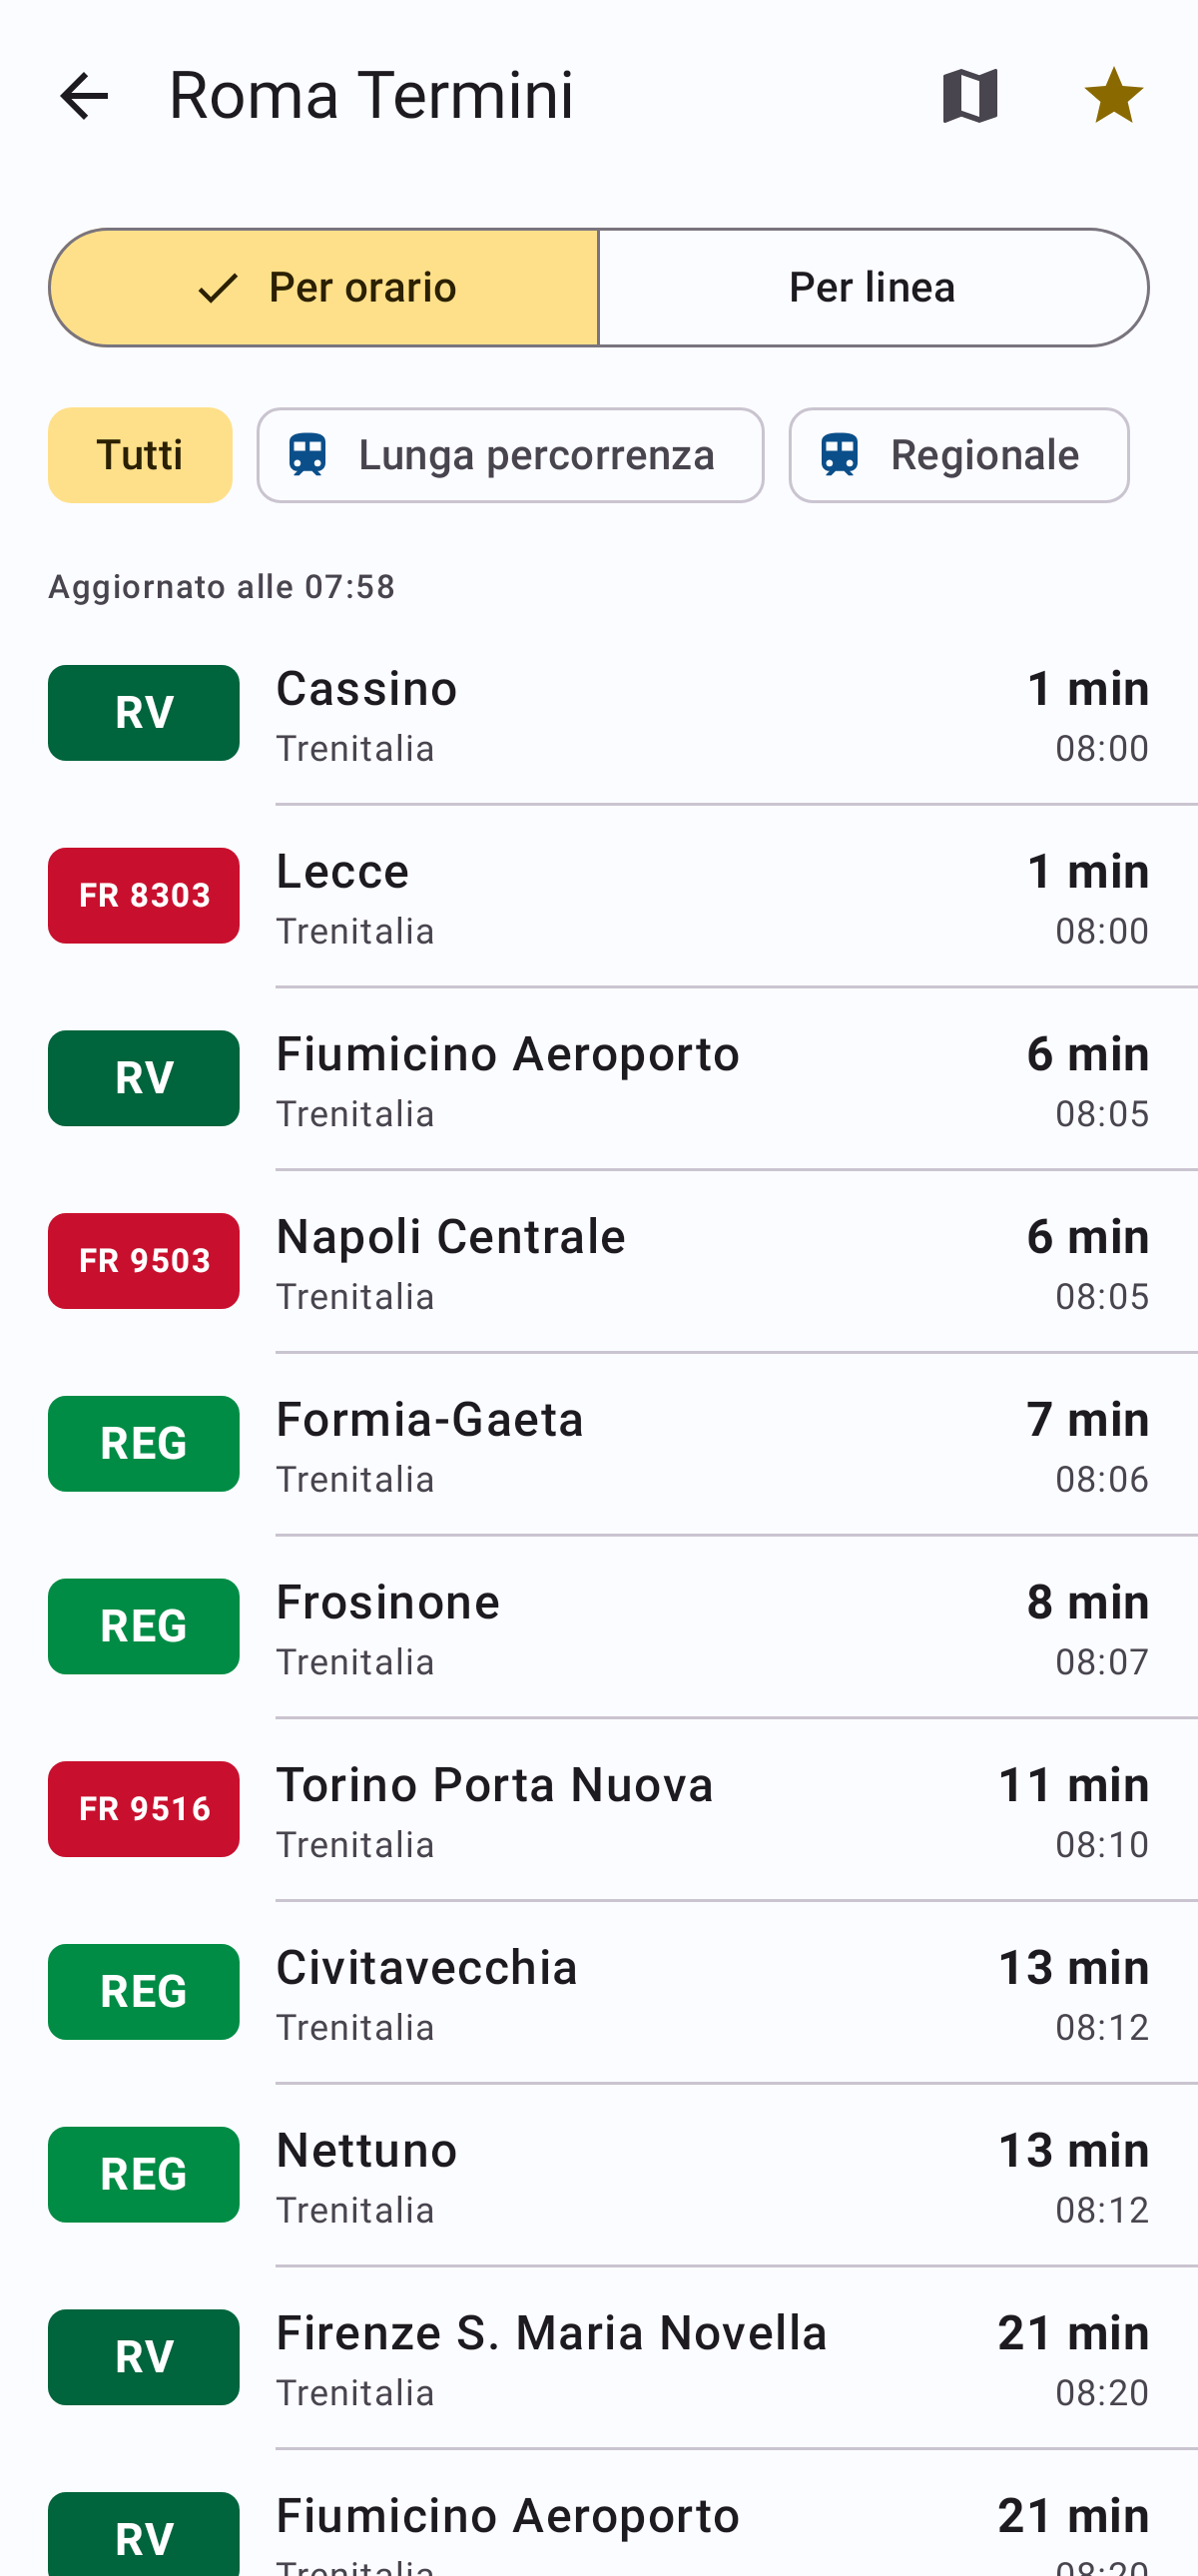 Roma Termini
Per orario
Per linea
Tutti
Lunga percorrenza
Regionale
Aggiornato alle 07:58
RV
Cassino
1 min
Trenitalia
08:00
FR 8303
Lecce
1 min
Trenitalia
08:00
RV
Fiumicino Aeroporto
6 min
Trenitalia
08:05
FR 9503
Napoli Centrale
6 min
Trenitalia
08:05
REG
Formia-Gaeta
7 min
Trenitalia
08:06
REG
Frosinone
8 min
Trenitalia
08:07
FR 9516
Torino Porta Nuova
11 min
Trenitalia
08:10
REG
Civitavecchia
13 min
Trenitalia
08:12
REG
Nettuno
13 min
Trenitalia
08:12
RV
Firenze S. Maria Novella
21 min
Trenitalia
08:20
RV
Fiumicino Aeroporto
21 min
Trenitalia
08:20